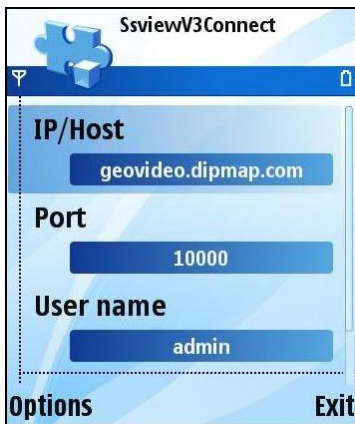 SsviewV3Connect
IP/Host
geovideo.dipmap.com
Port
10000
User name
admin
Options
Exit